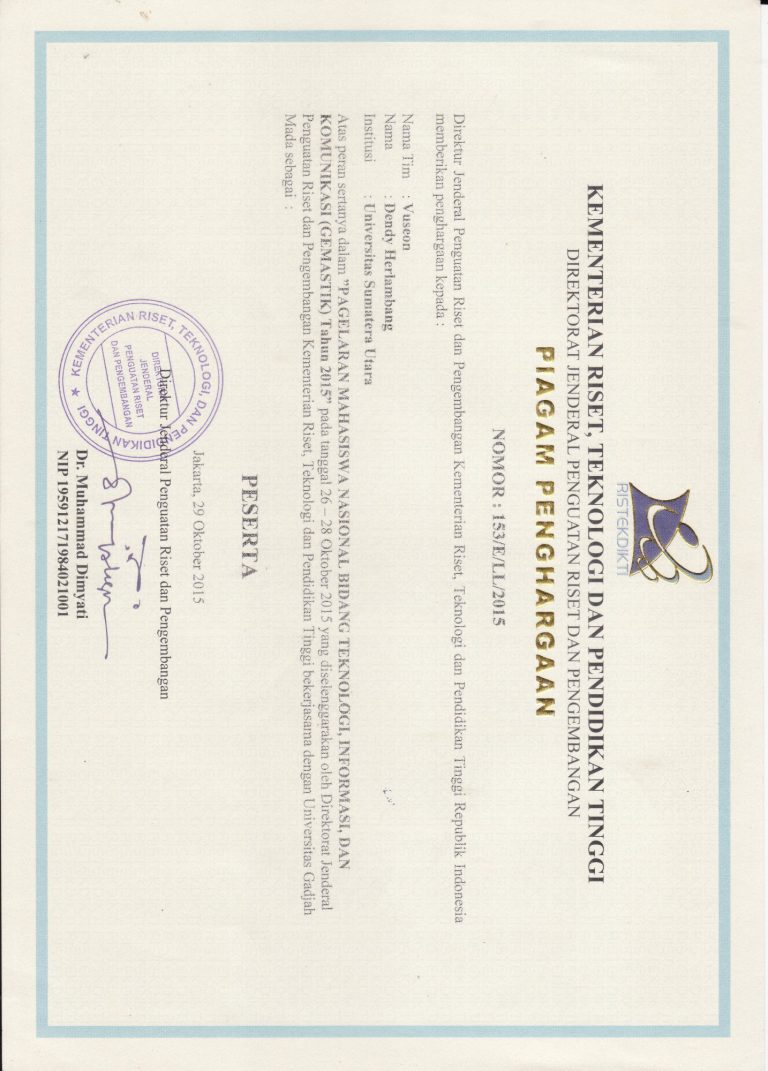 RISTEKDIKTI
KEMENTERIAN RISET, TEKNOLOGI DAN PENDIDIKAN TINGGI
DIREKTORAT JENDERAL PENGUATAN RISET DAN PENGEMBANGAN
PIAGAM PENGHARGAAN
NOMOR : 153/E/LL/2015
Direktur Jenderal Penguatan Riset dan Pengembangan Kementerian Riset, Teknologi dan Pendidikan Tinggi Republik Indonesia
memberikan penghargaan kepada :
Nama Tim : Vuseon
Nama : Dendy Herlambang
Institusi : Universitas Sumatera Utara
Atas peran sertanya dalam "PAGELARAN MAHASISWA NASIONAL BIDANG TEKNOLOGI, INFORMASI, DAN
KOMUNIKASI (GEMASTIK) Tahun 2015" pada tanggal 26 – 28 Oktober 2015 yang diselenggarakan oleh Direktorat Jenderal
Penguatan Riset dan Pengembangan Kementerian Riset, Teknologi dan Pendidikan Tinggi bekerjasama dengan Universitas Gadjah
Mada sebagai :
PESERTA
Jakarta, 29 Oktober 2015
Direktur Jenderal Penguatan Riset dan Pengembangan
KEMENTERIAN RISET, TEKNOLOGI, DAN PENDIDIKAN TINGGI
DIREKTORAT
JENDERAL
PENGUATAN RISET
DAN PENGEMBANGAN
Dr. Muhammad Dimyati
NIP 195912171984021001